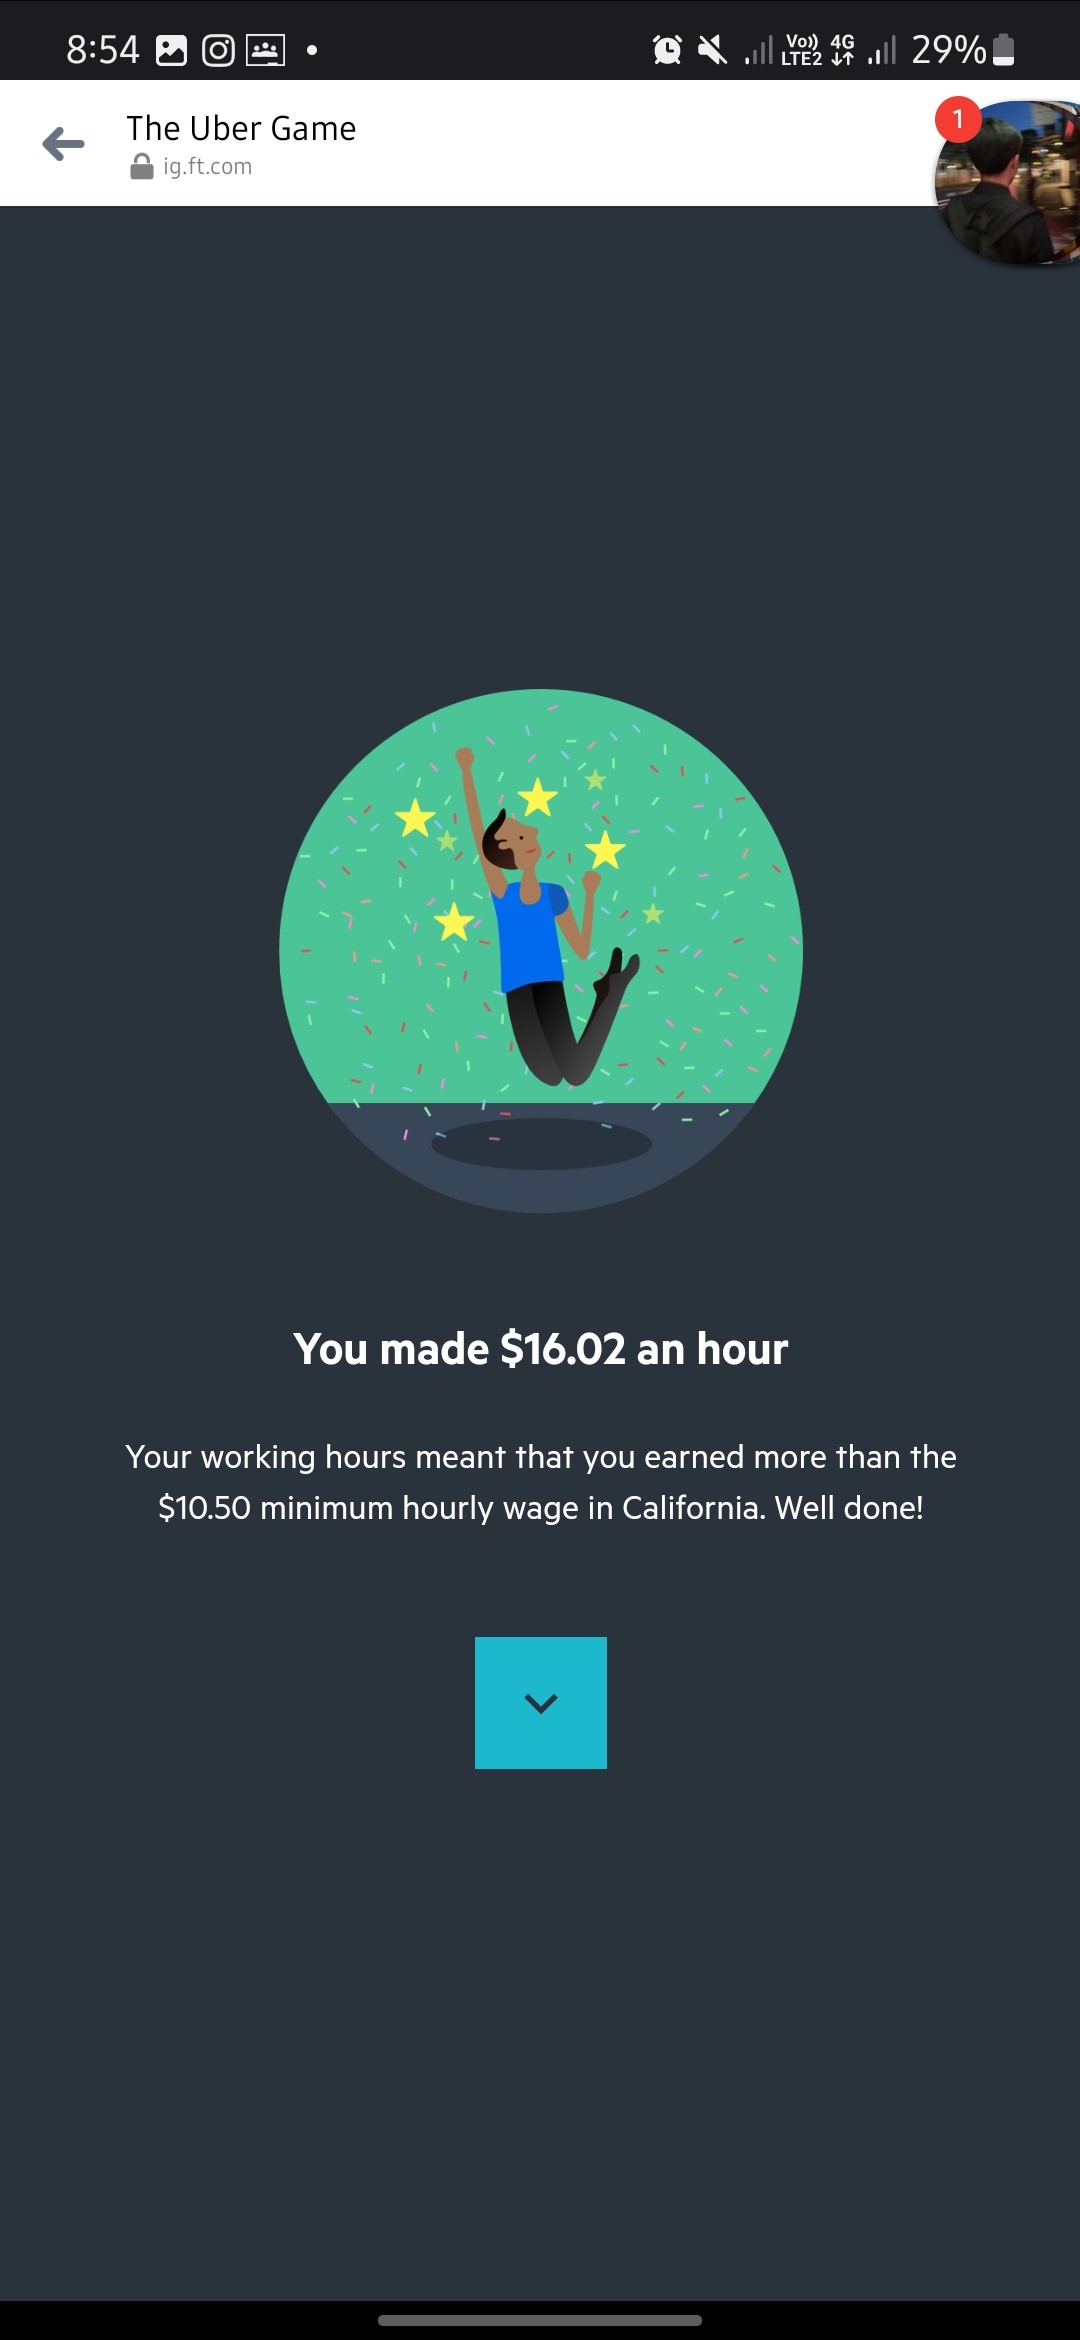 8:54
Vo)) 4G
LTE2
29%
The Uber Game
ig.ft.com
1
You made $16.02 an hour
Your working hours meant that you earned more than the
$10.50 minimum hourly wage in California. Well done!